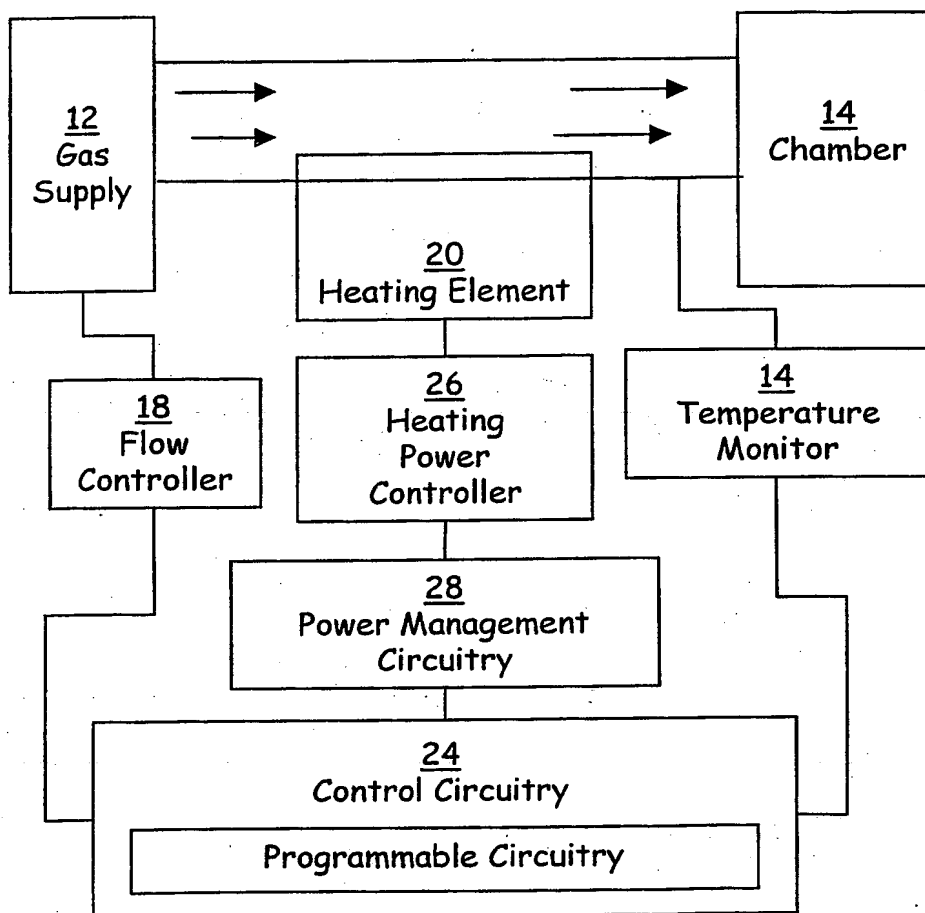 12
Gas
Supply
14
Chamber
20
Heating Element
18
Flow
Controller
26
Heating
Power
Controller
14
Temperature
Monitor
28
Power Management
Circuitry
24
Control Circuitry
Programmable Circuitry